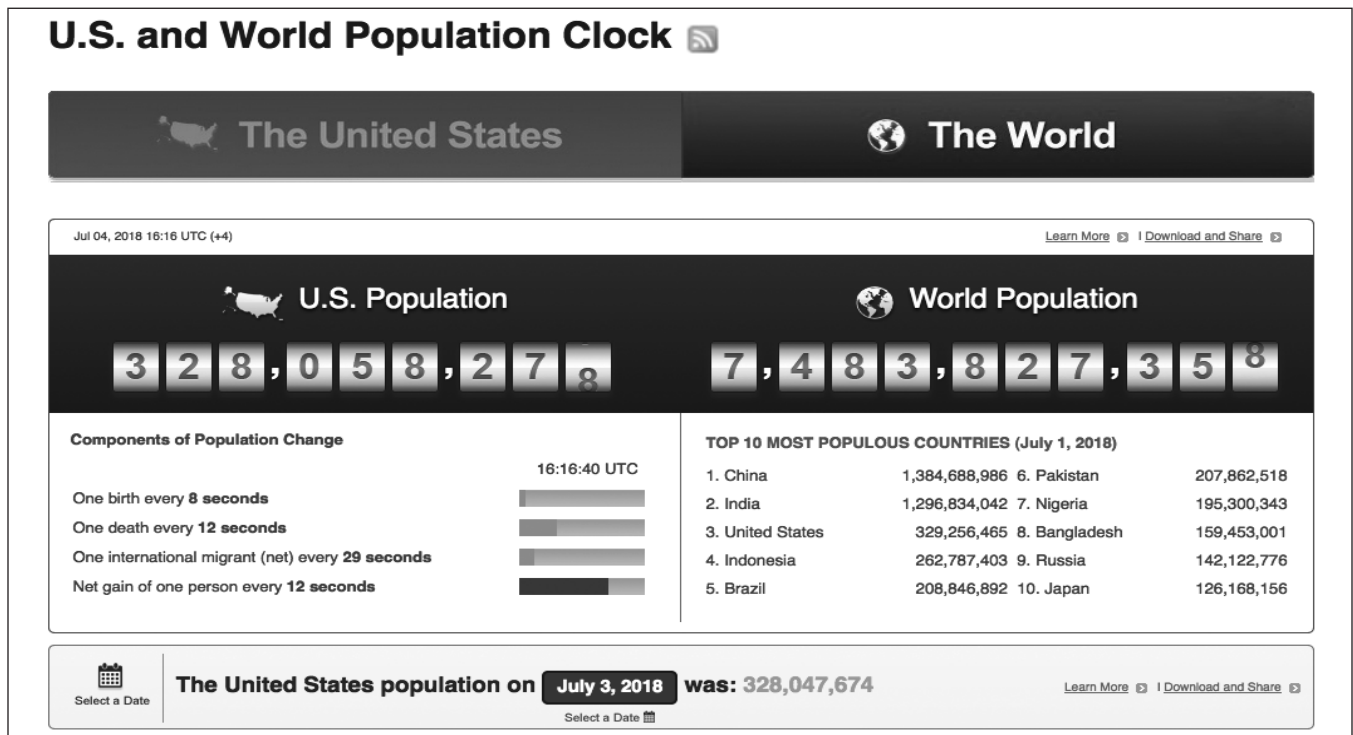 U.S. and World Population Clock
The United States
The World
Jul 04, 2018 16:16 UTC (+4)
Learn More | Download and Share
U.S. Population
328,058,278
World Population
7,483,827,358
Components of Population Change
16:16:40 UTC
One birth every 8 seconds
One death every 12 seconds
One international migrant (net) every 29 seconds
Net gain of one person every 12 seconds
TOP 10 MOST POPULOUS COUNTRIES (July 1, 2018)
1. China 1,384,688,986 6. Pakistan 207,862,518
2. India 1,296,834,042 7. Nigeria 195,300,343
3. United States 329,256,465 8. Bangladesh 159,453,001
4. Indonesia 262,787,403 9. Russia 142,122,776
5. Brazil 208,846,892 10. Japan 126,168,156
Select a Date
The United States population on July 3, 2018 was: 328,047,674
Select a Date
Learn More | Download and Share